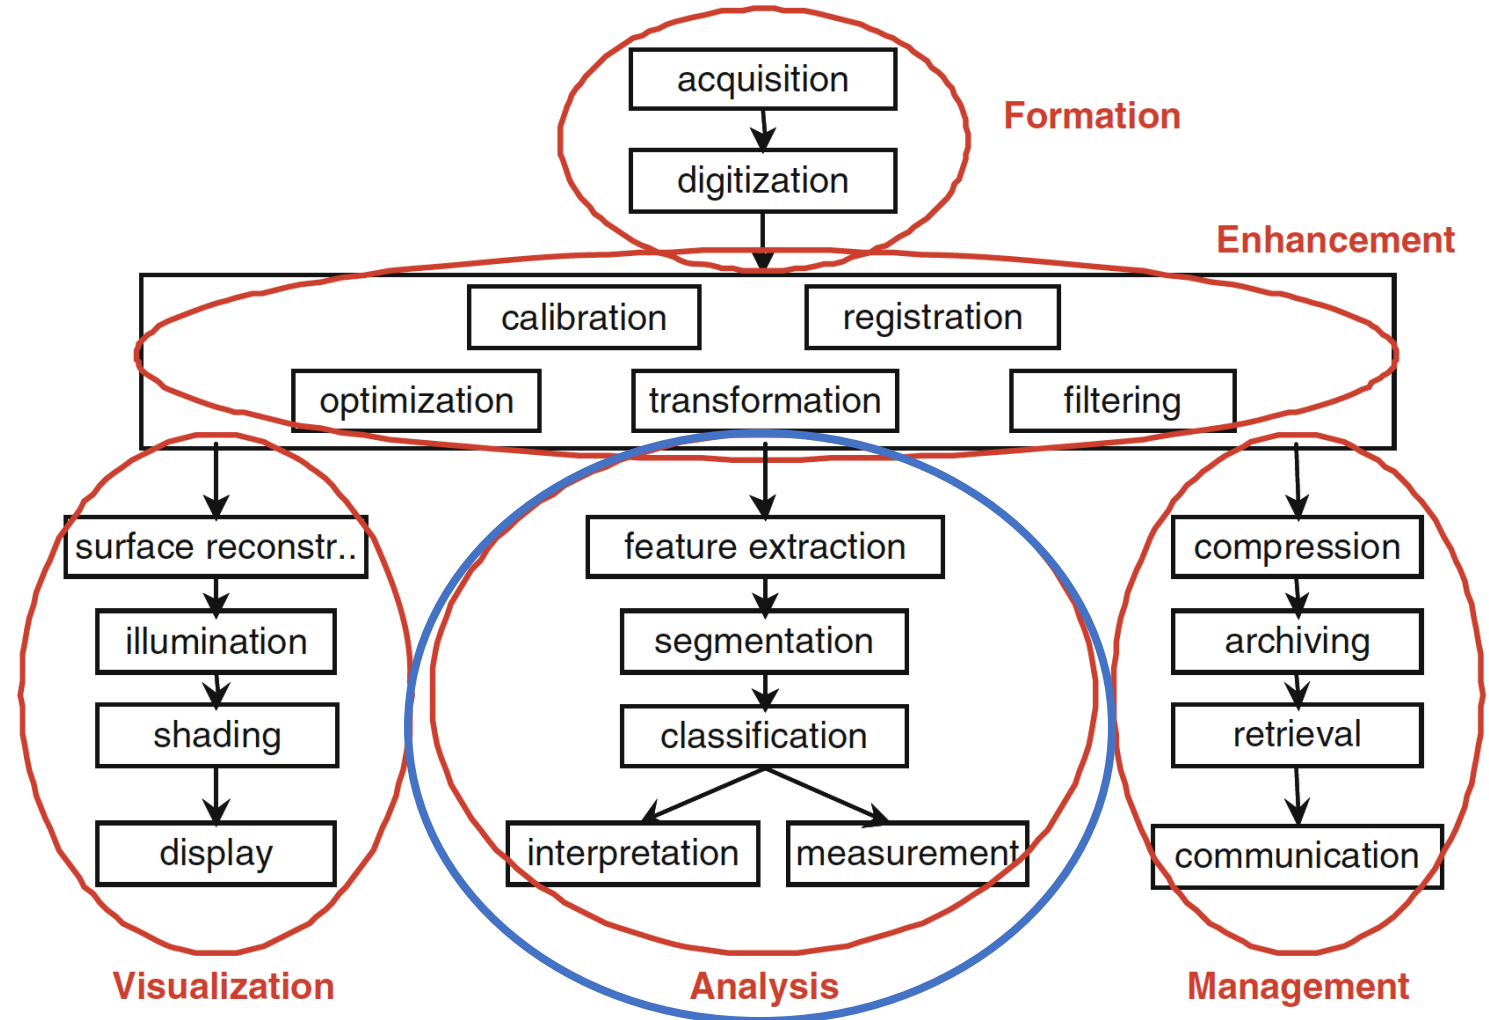 acquisition
Formation
digitization
Enhancement
calibration
registration
optimization
transformation
filtering
surface reconstr..
illumination
shading
display
Visualization
feature extraction
segmentation
classification
interpretation
measurement
Analysis
compression
archiving
retrieval
communication
Management